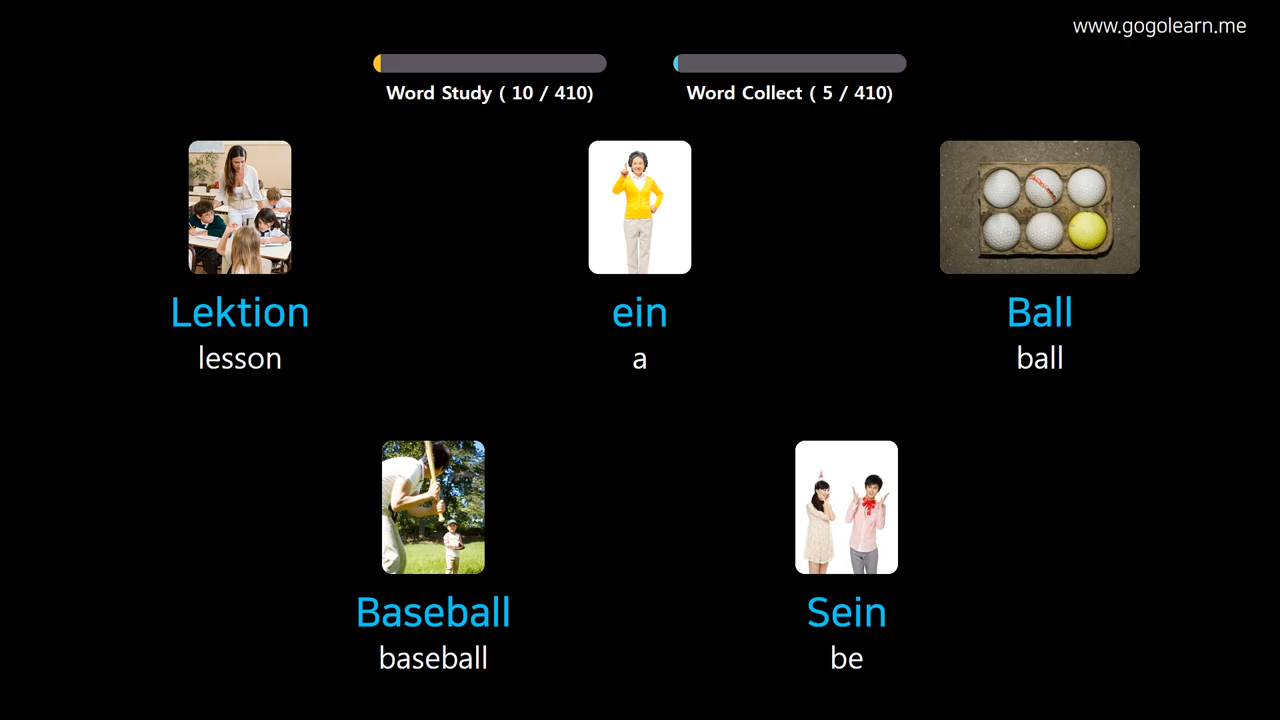 www.gogolearn.me
Word Study ( 10 / 410)
Word Collect ( 5 / 410)
Lektion
lesson
ein
a
Ball
ball
Baseball
baseball
Sein
be